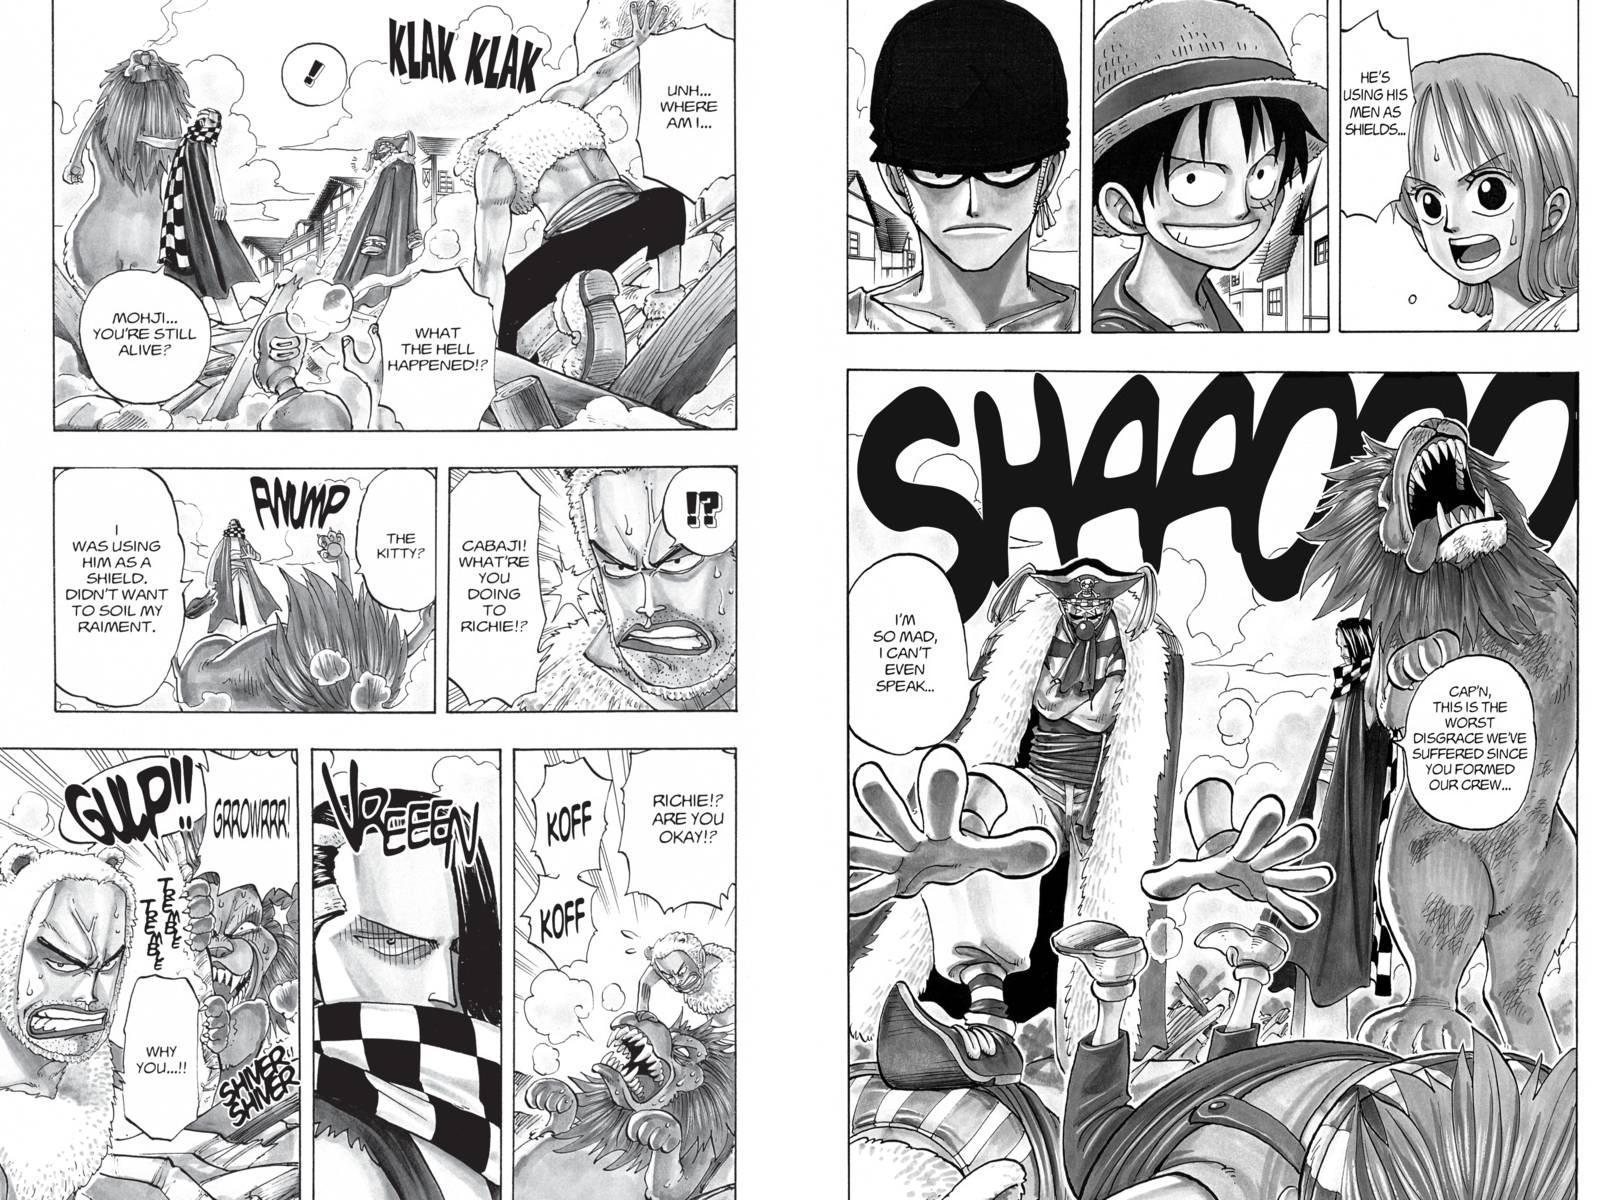 HE'S
USING HIS
MEN AS
SHIELDS...
SHAAOOOO
I'M
SO MAD,
I CAN'T
EVEN
SPEAK...
CAP'N,
THIS IS THE
WORST
DISGRACE WE'VE
SUFFERED SINCE
YOU FORMED
OUR CREW...
UNH...
WHERE
AM I...
KLAK KLAK
!
WHAT
THE HELL
HAPPENED!?
MOHJI...
YOU'RE STILL
ALIVE?
!?
CABAJI!
WHAT'RE
YOU
DOING
TO
RICHIE!?
THE
KITTY?
FWUMP
I
WAS USING
HIM AS A
SHIELD.
DIDN'T WANT
TO SOIL MY
RAIMENT.
RICHIE!?
ARE YOU
OKAY!?
KOFF
KOFF
VREEEN
GRROWRRR!
GULP!!
TREMBLE
TREMBLE
WHY
YOU...!!
SHIVER
SHIVER